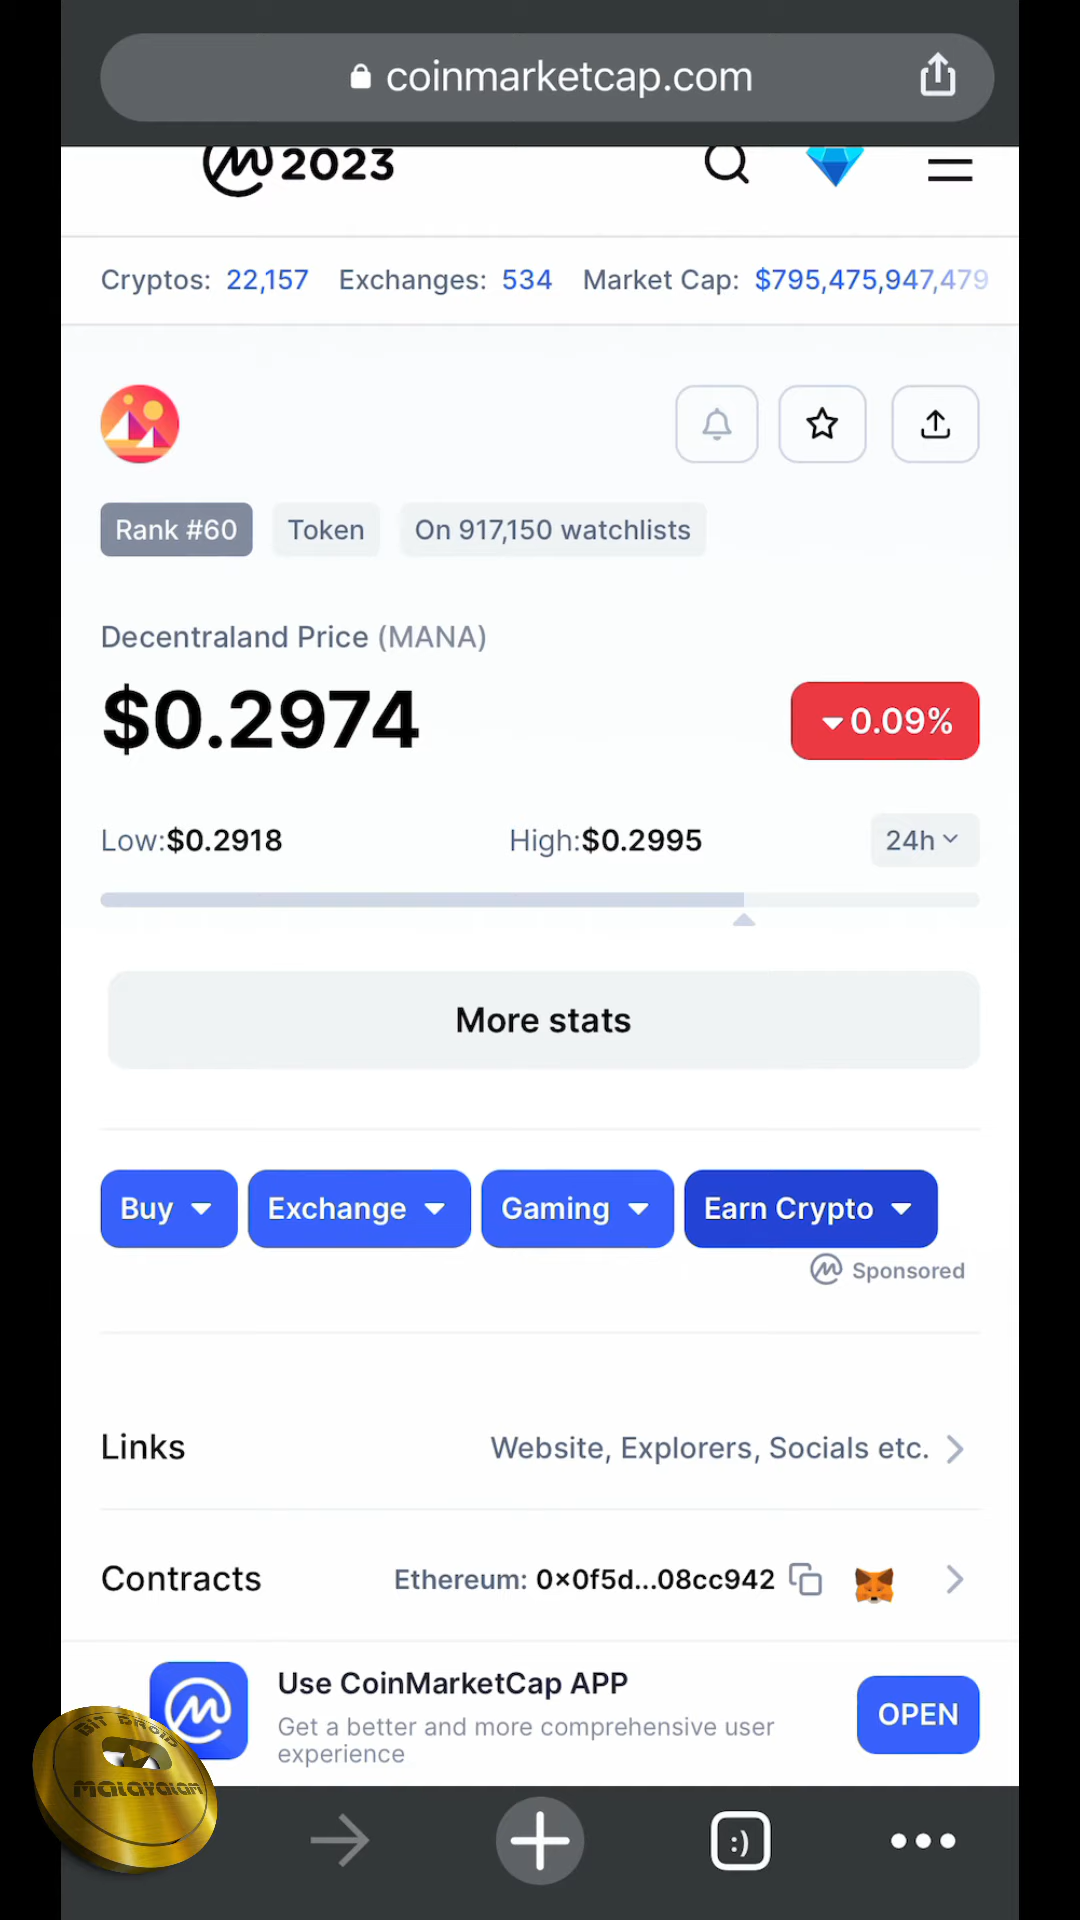 coinmarketcap.com
2023
Cryptos: 22,157 Exchanges: 534 Market Cap: $795,475,947,479
Rank #60 Token On 917,150 watchlists
Decentraland Price (MANA)
$0.2974 0.09%
Low:$0.2918 High:$0.2995 24h
More stats
Buy Exchange Gaming Earn Crypto
Sponsored
Links Website, Explorers, Socials etc.
Contracts Ethereum: 0x0f5d...08cc942
Use CoinMarketCap APP
Get a better and more comprehensive user
experience
OPEN
BIT DROID
MALAYALAM
:)